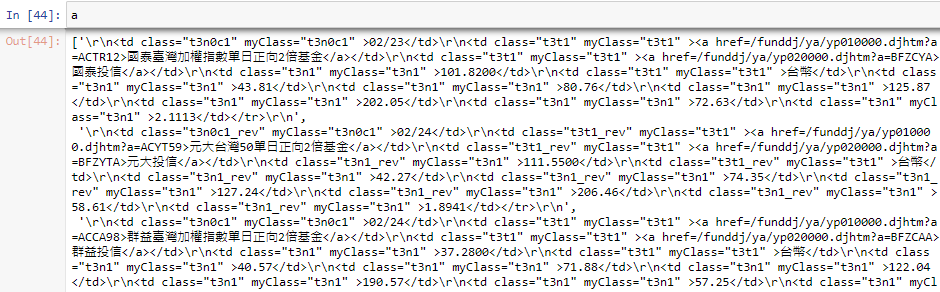 In [44]: a
Out[44]: ['\r\n<td class="t3n0c1" myClass="t3n0c1" >02/23</td>\r\n<td class="t3t1" myClass="t3t1" ><a href=/funddj/ya/yp010000.djhtm?a
=ACTR12>國泰臺灣加權指數單日正向2倍基金</a></td>\r\n<td class="t3t1" myClass="t3t1" ><a href=/funddj/ya/yp020000.djhtm?a=BFZCYA>
國泰投信</a></td>\r\n<td class="t3n1" myClass="t3n1" >101.8200</td>\r\n<td class="t3t1" myClass="t3t1" >台幣</td>\r\n<td c
lass="t3n1" myClass="t3n1" >43.81</td>\r\n<td class="t3n1" myClass="t3n1" >80.76</td>\r\n<td class="t3n1" myClass="t3n1" >125.87
</td>\r\n<td class="t3n1" myClass="t3n1" >202.05</td>\r\n<td class="t3n1" myClass="t3n1" >72.63</td>\r\n<td class="t3n1" myCl
ass="t3n1" >2.1113</td></tr>\r\n',
'\r\n<td class="t3n0c1_rev" myClass="t3n0c1" >02/24</td>\r\n<td class="t3t1_rev" myClass="t3t1" ><a href=/funddj/ya/yp01000
0.djhtm?a=ACYT59>元大台灣50單日正向2倍基金</a></td>\r\n<td class="t3t1_rev" myClass="t3t1" ><a href=/funddj/ya/yp020000.djhtm?a
=BFZYTA>元大投信</a></td>\r\n<td class="t3n1_rev" myClass="t3n1" >111.5500</td>\r\n<td class="t3t1_rev" myClass="t3t1" >台幣</
td>\r\n<td class="t3n1_rev" myClass="t3n1" >42.27</td>\r\n<td class="t3n1_rev" myClass="t3n1" >74.35</td>\r\n<td class="t3n1_
rev" myClass="t3n1" >127.24</td>\r\n<td class="t3n1_rev" myClass="t3n1" >206.46</td>\r\n<td class="t3n1_rev" myClass="t3n1" >
58.61</td>\r\n<td class="t3n1_rev" myClass="t3n1" >1.8941</td></tr>\r\n',
'\r\n<td class="t3n0c1" myClass="t3n0c1" >02/24</td>\r\n<td class="t3t1" myClass="t3t1" ><a href=/funddj/ya/yp010000.djhtm?
a=ACCA98>群益臺灣加權指數單日正向2倍基金</a></td>\r\n<td class="t3t1" myClass="t3t1" ><a href=/funddj/ya/yp020000.djhtm?a=BFZCAA>
群益投信</a></td>\r\n<td class="t3n1" myClass="t3n1" >37.2800</td>\r\n<td class="t3t1" myClass="t3t1" >台幣</td>\r\n<td class=
"t3n1" myClass="t3n1" >40.57</td>\r\n<td class="t3n1" myClass="t3n1" >71.88</td>\r\n<td class="t3n1" myClass="t3n1" >122.04
</td>\r\n<td class="t3n1" myClass="t3n1" >190.57</td>\r\n<td class="t3n1" myClass="t3n1" >57.25</td>\r\n<td class="t3n1" myCl